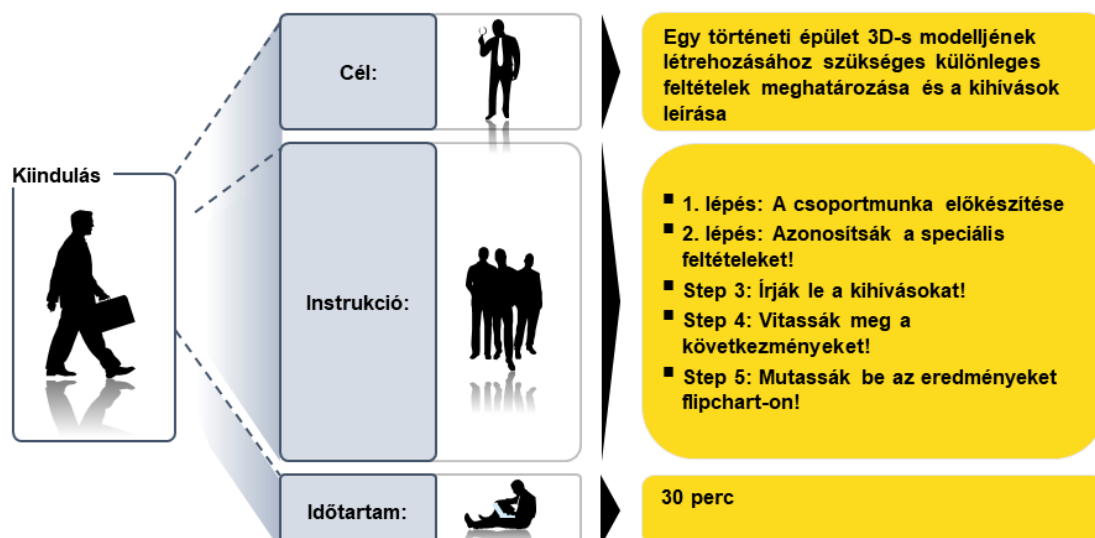 Kiindulás
Cél:
Egy történeti épület 3D-s modelljének
létrehozásához szükséges különleges
feltételek meghatározása és a kihívások
leírása
Instrukció:
▪ 1. lépés: A csoportmunka előkészítése
▪ 2. lépés: Azonosítsák a speciális
feltételeket!
▪ Step 3: Írják le a kihívásokat!
▪ Step 4: Vitassák meg a
következményeket!
▪ Step 5: Mutassák be az eredményeket
flipchart-on!
Időtartam:
30 perc